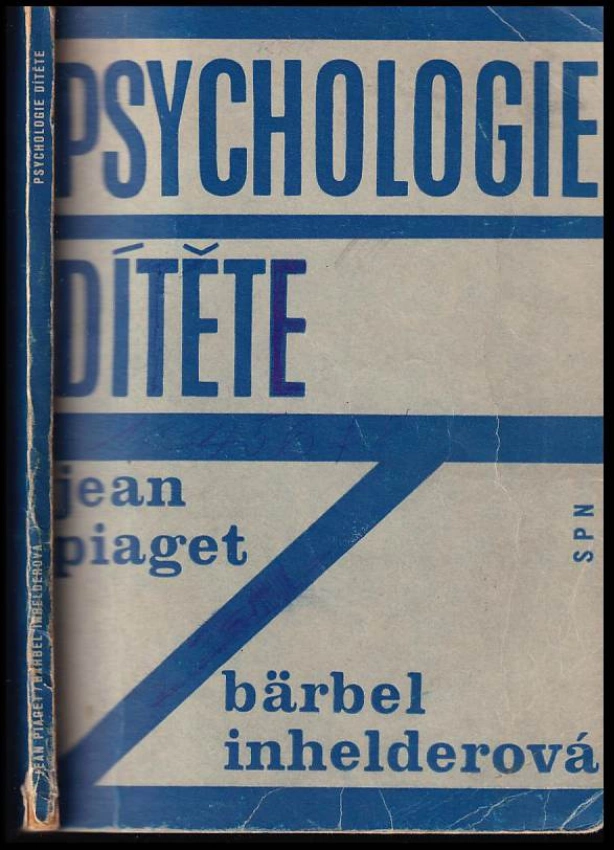 PSYCHOLOGIE DÍTĚTE
JEAN PIAGET / BÄRBEL INHELDEROVÁ
PSYCHOLOGIE
DÍTĚTE
jean
piaget
SPN
bärbel
inhelderová